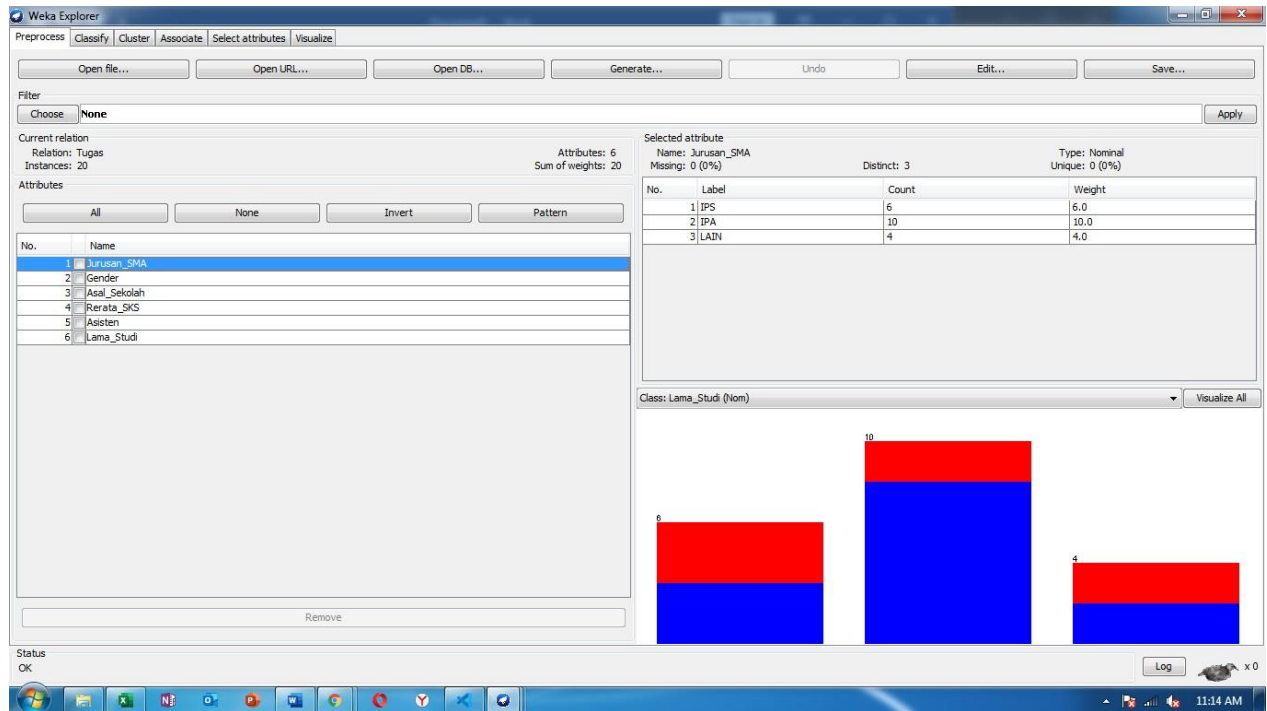 Weka Explorer
Preprocess Classify Cluster Associate Select attributes Visualize
Open file... Open URL... Open DB... Generate... Undo Edit... Save...
Filter
Choose None Apply
Current relation
Relation: Tugas Attributes: 6
Instances: 20 Sum of weights: 20
Attributes
All None Invert Pattern
No. Name
1 Jurusan_SMA
2 Gender
3 Asal_Sekolah
4 Rerata_SKS
5 Asisten
6 Lama_Studi
Remove
Selected attribute
Name: Jurusan_SMA Type: Nominal
Missing: 0 (0%) Distinct: 3 Unique: 0 (0%)
No. Label Count Weight
1 IPS 6 6.0
2 IPA 10 10.0
3 LAIN 4 4.0
Class: Lama_Studi (Nom) Visualize All
6
10
4
Status
OK
Log x 0
11:14 AM